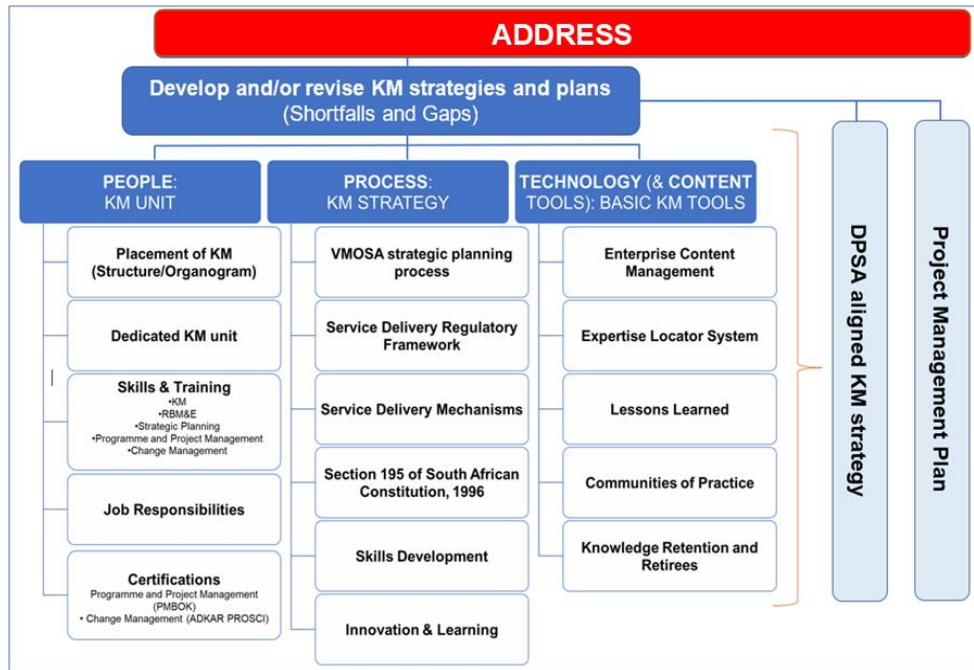 ADDRESS
Develop and/or revise KM strategies and plans
(Shortfalls and Gaps)
PEOPLE:
KM UNIT
Placement of KM
(Structure/Organogram)
Dedicated KM unit
Skills & Training
•KM
•RBM&E
•Strategic Planning
•Programme and Project Management
•Change Management
Job Responsibilities
Certifications
Programme and Project Management
(PMBOK)
• Change Management (ADKAR PROSCI)
PROCESS:
KM STRATEGY
VMOSA strategic planning
process
Service Delivery Regulatory
Framework
Service Delivery Mechanisms
Section 195 of South African
Constitution, 1996
Skills Development
Innovation & Learning
TECHNOLOGY (& CONTENT
TOOLS): BASIC KM TOOLS
Enterprise Content
Management
Expertise Locator System
Lessons Learned
Communities of Practice
Knowledge Retention and
Retirees
DPSA aligned KM strategy
Project Management Plan